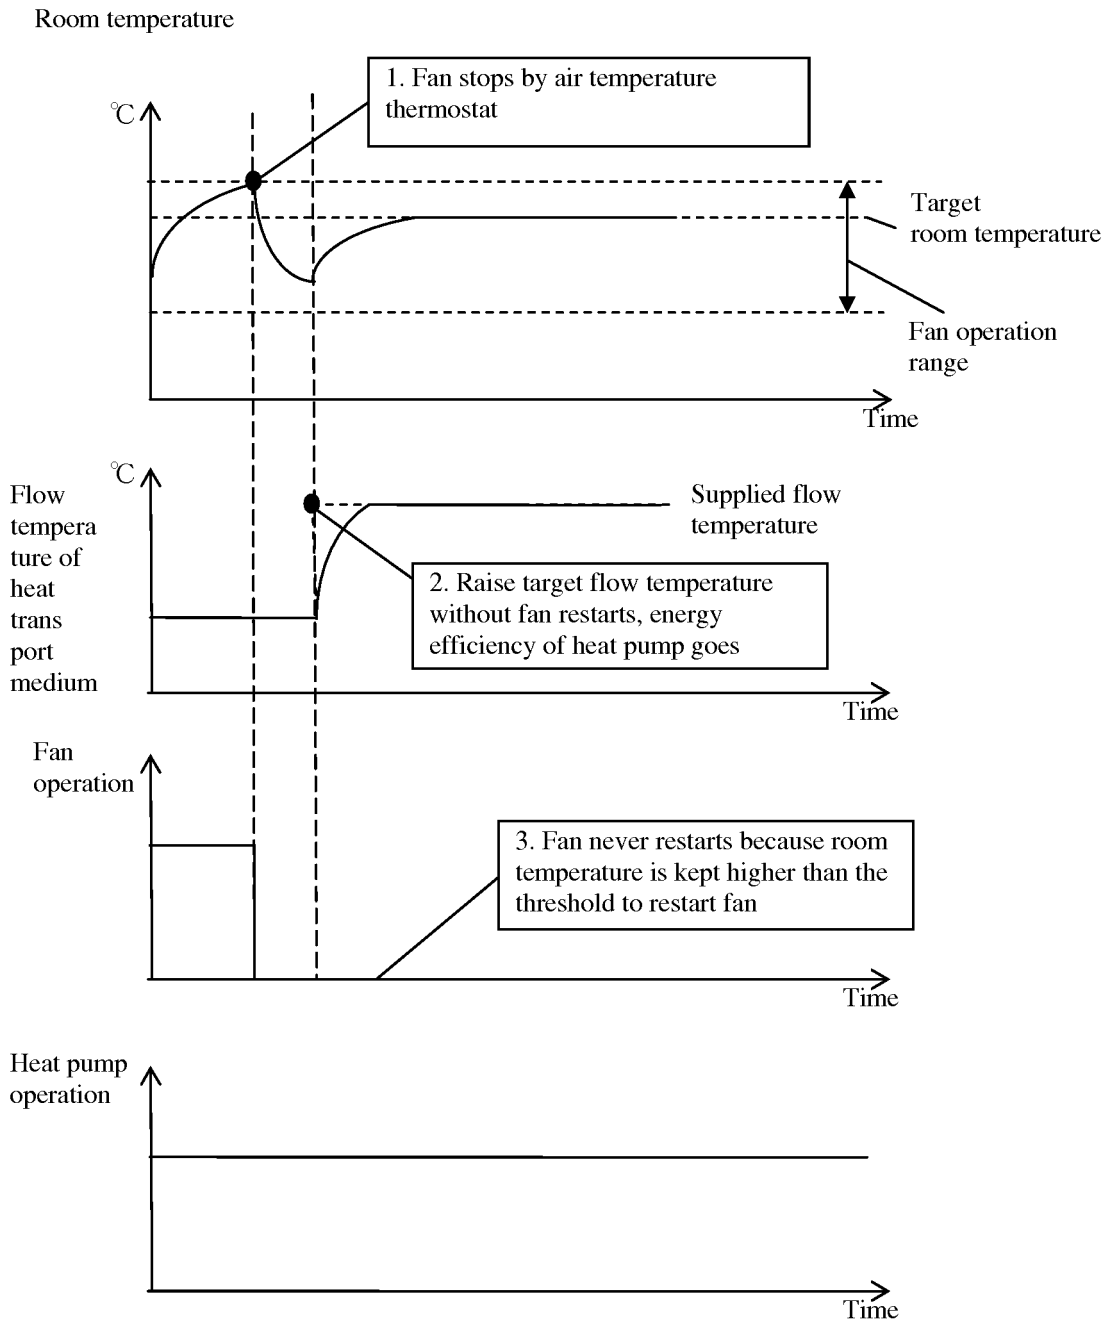 Room temperature
1. Fan stops by air temperature
thermostat
℃
Target
room temperature
Fan operation
range
Time
℃
Flow
tempera
ture of
heat
trans
port
medium
Supplied flow
temperature
2. Raise target flow temperature
without fan restarts, energy
efficiency of heat pump goes
Time
Fan
operation
3. Fan never restarts because room
temperature is kept higher than the
threshold to restart fan
Time
Heat pump
operation
Time